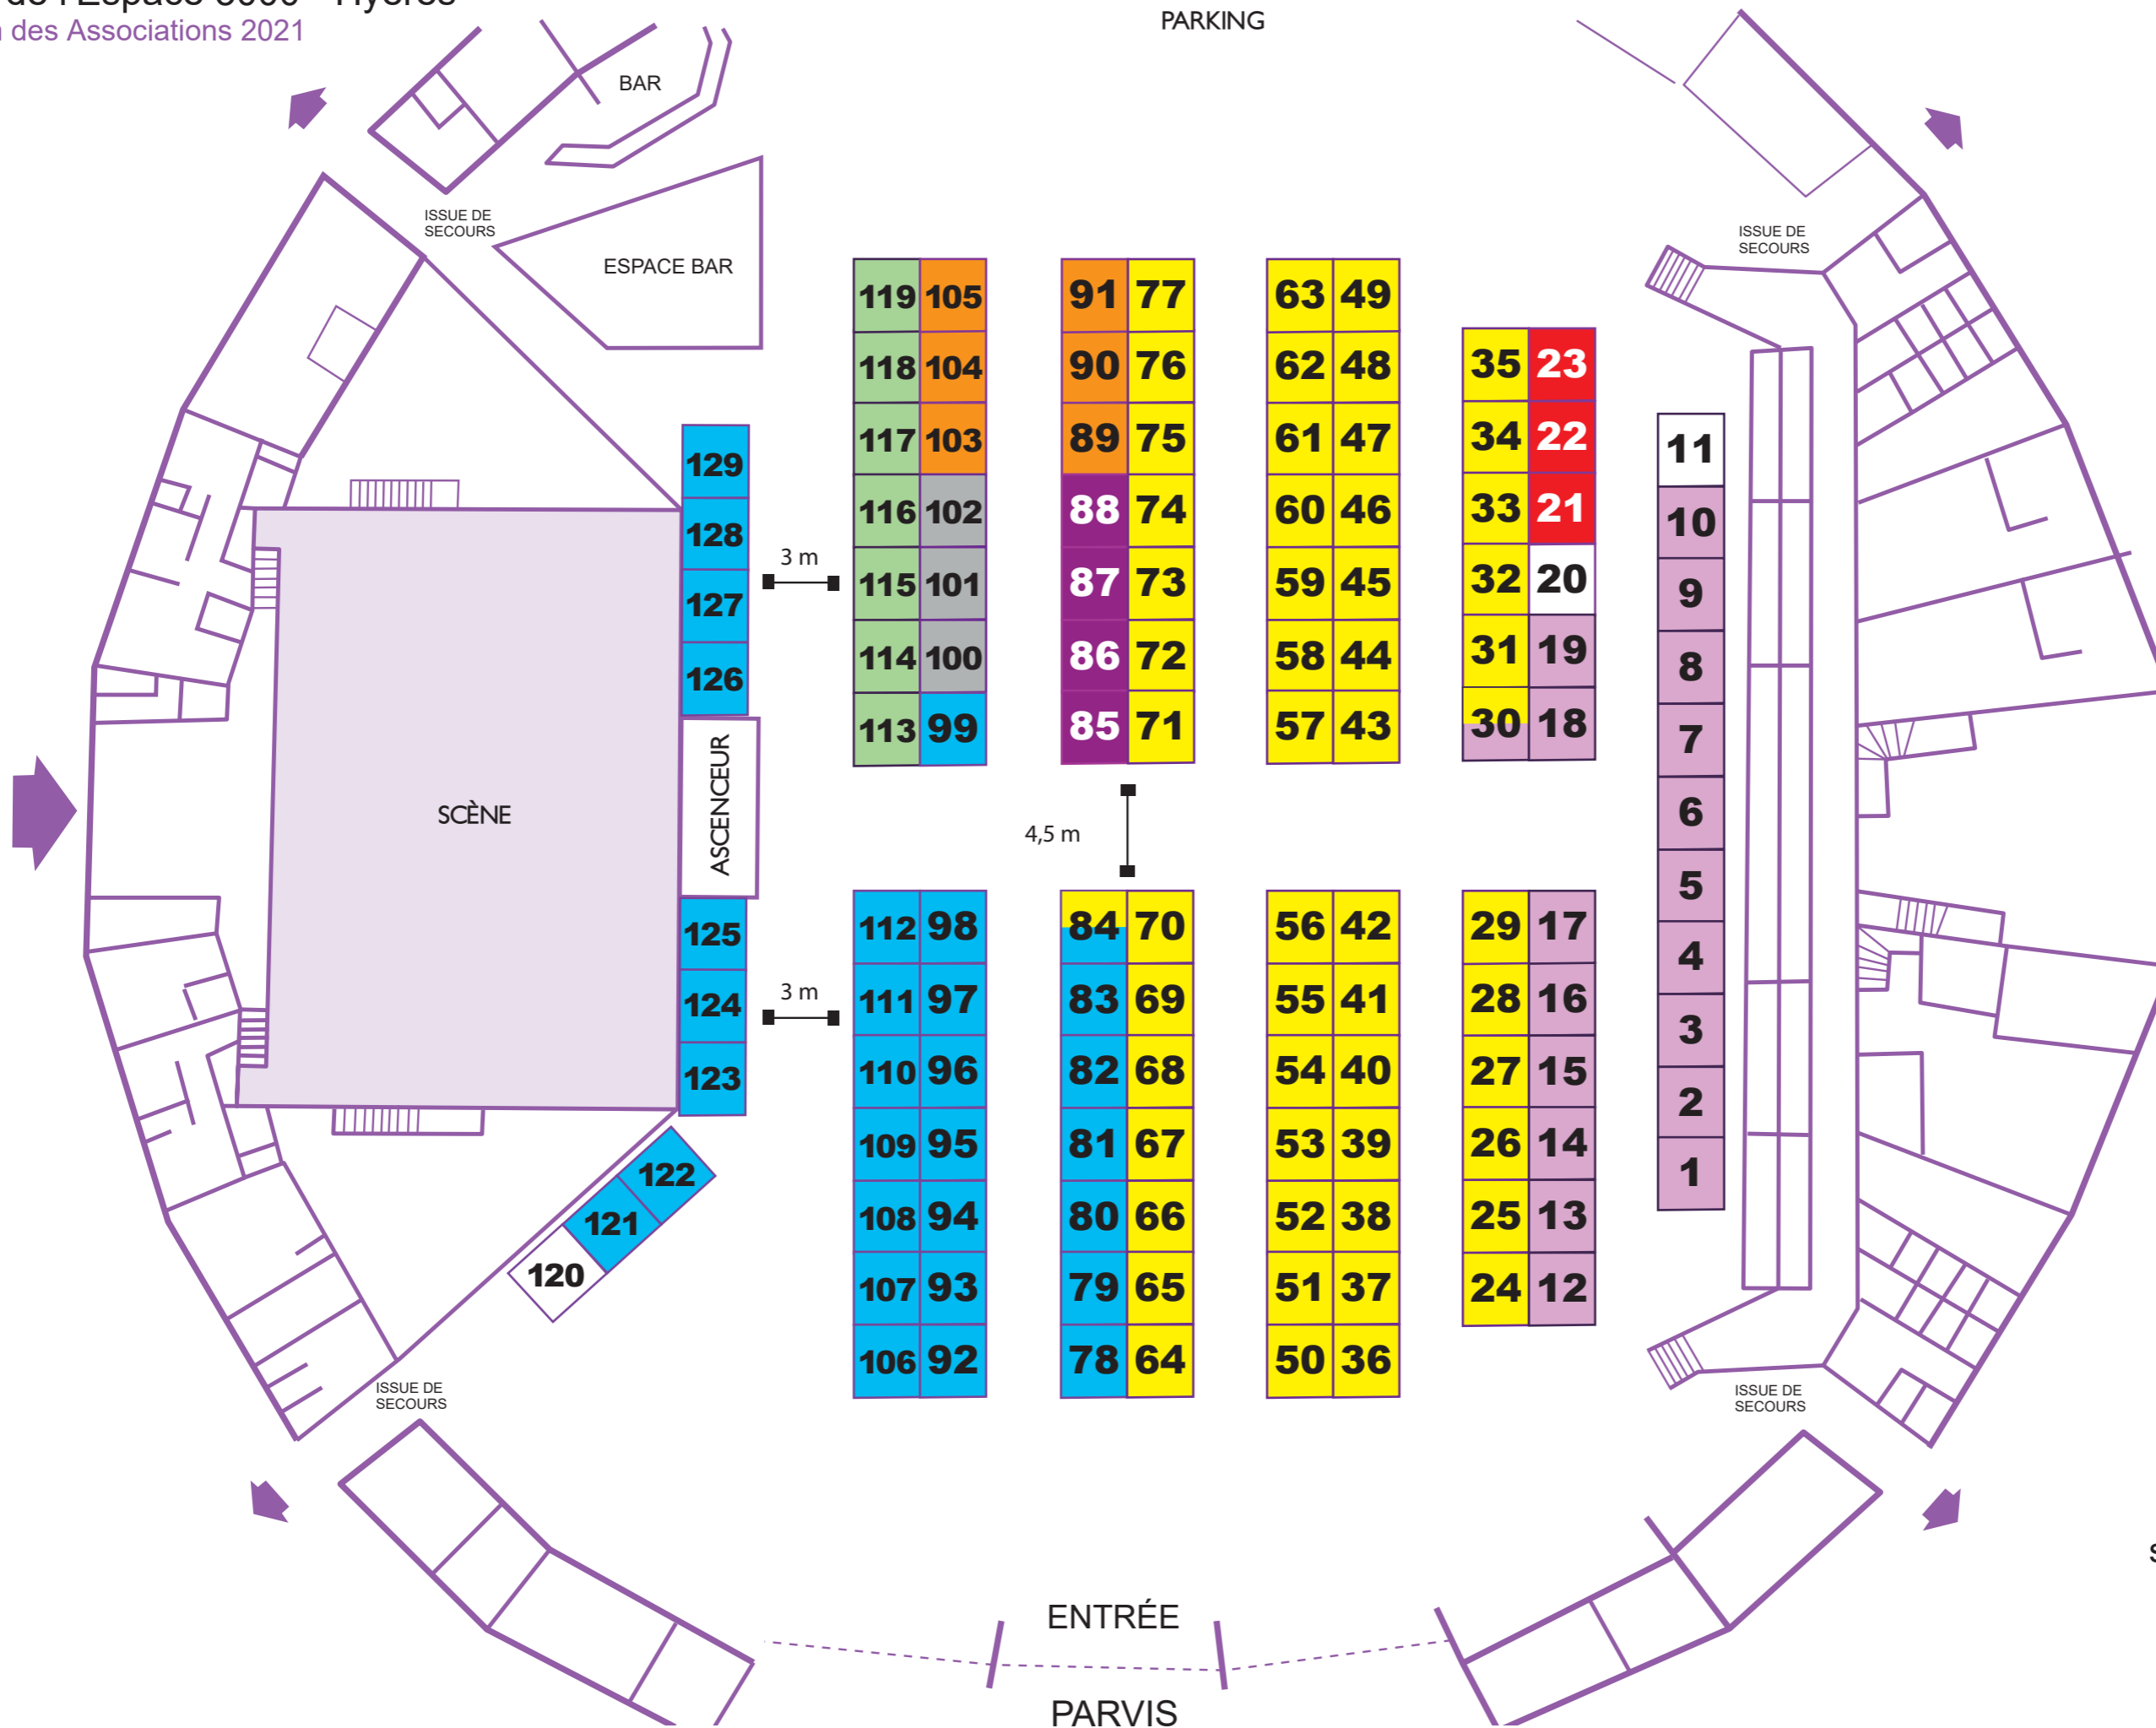 de l'Espace 3000 - Hyères
des Associations 2021
PARKING
BAR
ISSUE DE
SECOURS
ESPACE BAR
ISSUE DE
SECOURS
119 105 91 77 63 49
118 104 90 76 62 48 35 23
117 103 89 75 61 47 34 22 11
129 116 102 88 74 60 46 33 21 10
128 3 m 115 101 87 73 59 45 32 20 9
127 114 100 86 72 58 44 31 19 8
126 113 99 85 71 57 43 30 18 7
SCÈNE
ASCENCEUR
4,5 m
6
5
125 112 98 84 70 56 42 29 17 4
124 3 m 111 97 83 69 55 41 28 16 3
123 110 96 82 68 54 40 27 15 2
122 109 95 81 67 53 39 26 14 1
121 108 94 80 66 52 38 25 13
120 107 93 79 65 51 37 24 12
106 92 78 64 50 36
ISSUE DE
SECOURS
ISSUE DE
SECOURS
ENTRÉE
PARVIS